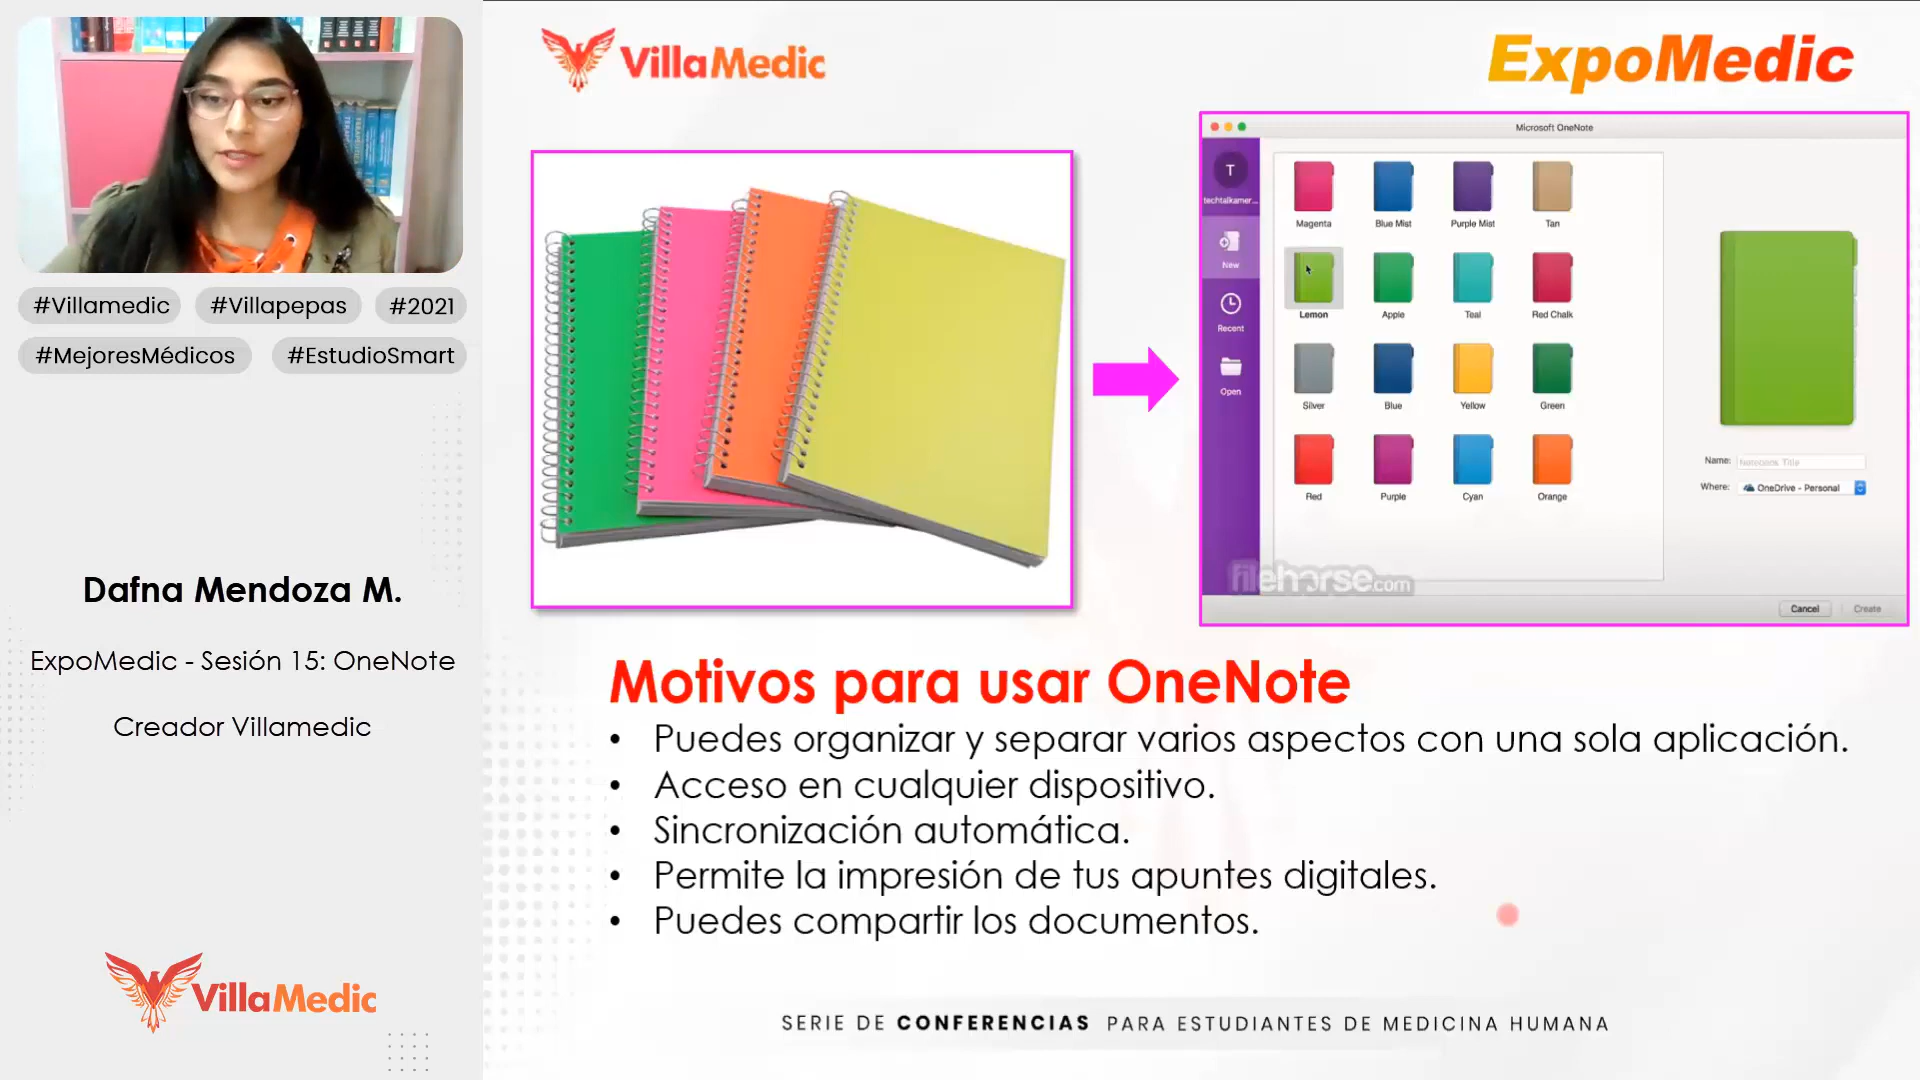 VillaMedic
ExpoMedic
#Villamedic
#Villapepas
#2021
#MejoresMédicos
#EstudioSmart
Dafna Mendoza M.
ExpoMedic - Sesión 15: OneNote
Creador Villamedic
VillaMedic
Microsoft OneNote
T
techtalkamer...
New
Recent
Open
Magenta
Blue Mist
Purple Mist
Tan
Lemon
Apple
Teal
Red Chalk
Silver
Blue
Yellow
Green
Red
Purple
Cyan
Orange
Name: Notebook Title
Where: OneDrive - Personal
filehorse.com
Cancel
Create
Motivos para usar OneNote
• Puedes organizar y separar varios aspectos con una sola aplicación.
• Acceso en cualquier dispositivo.
• Sincronización automática.
• Permite la impresión de tus apuntes digitales.
• Puedes compartir los documentos.
SERIE DE CONFERENCIAS PARA ESTUDIANTES DE MEDICINA HUMANA